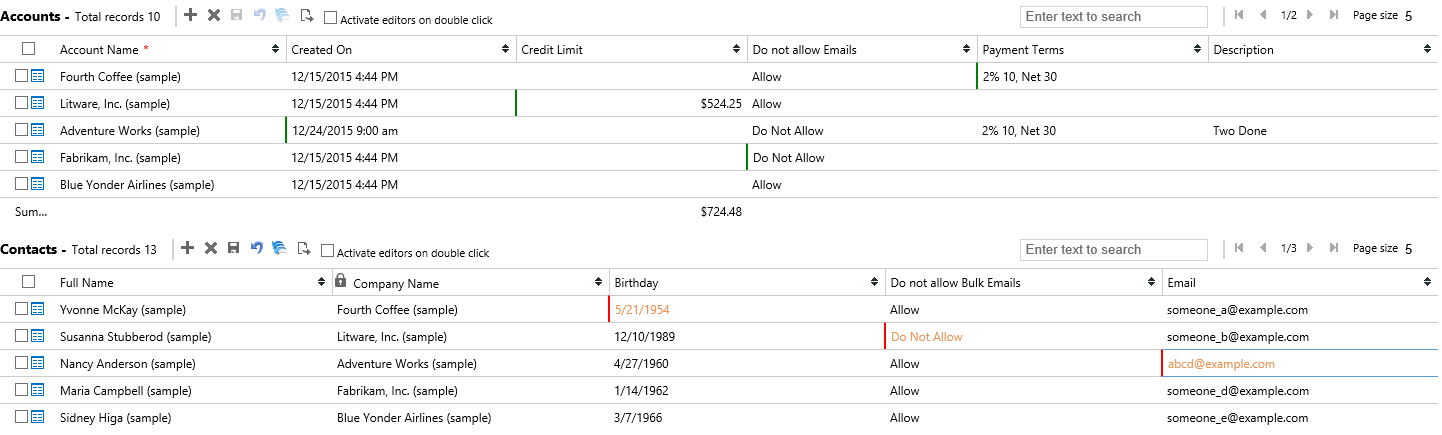 Accounts - Total records 10 Activate editors on double click Enter text to search 1/2 Page size 5
Account Name * Created On Credit Limit Do not allow Emails Payment Terms Description
Fourth Coffee (sample) 12/15/2015 4:44 PM Allow 2% 10, Net 30
Litware, Inc. (sample) 12/15/2015 4:44 PM $524.25 Allow
Adventure Works (sample) 12/24/2015 9:00 am Do Not Allow 2% 10, Net 30 Two Done
Fabrikam, Inc. (sample) 12/15/2015 4:44 PM Do Not Allow
Blue Yonder Airlines (sample) 12/15/2015 4:44 PM Allow
Sum... $724.48
Contacts - Total records 13 Activate editors on double click Enter text to search 1/3 Page size 5
Full Name Company Name Birthday Do not allow Bulk Emails Email
Yvonne McKay (sample) Fourth Coffee (sample) 5/21/1954 Allow someone_a@example.com
Susanna Stubberod (sample) Litware, Inc. (sample) 12/10/1989 Do Not Allow someone_b@example.com
Nancy Anderson (sample) Adventure Works (sample) 4/27/1960 Allow abcd@example.com
Maria Campbell (sample) Fabrikam, Inc. (sample) 1/14/1962 Allow someone_d@example.com
Sidney Higa (sample) Blue Yonder Airlines (sample) 3/7/1966 Allow someone_e@example.com